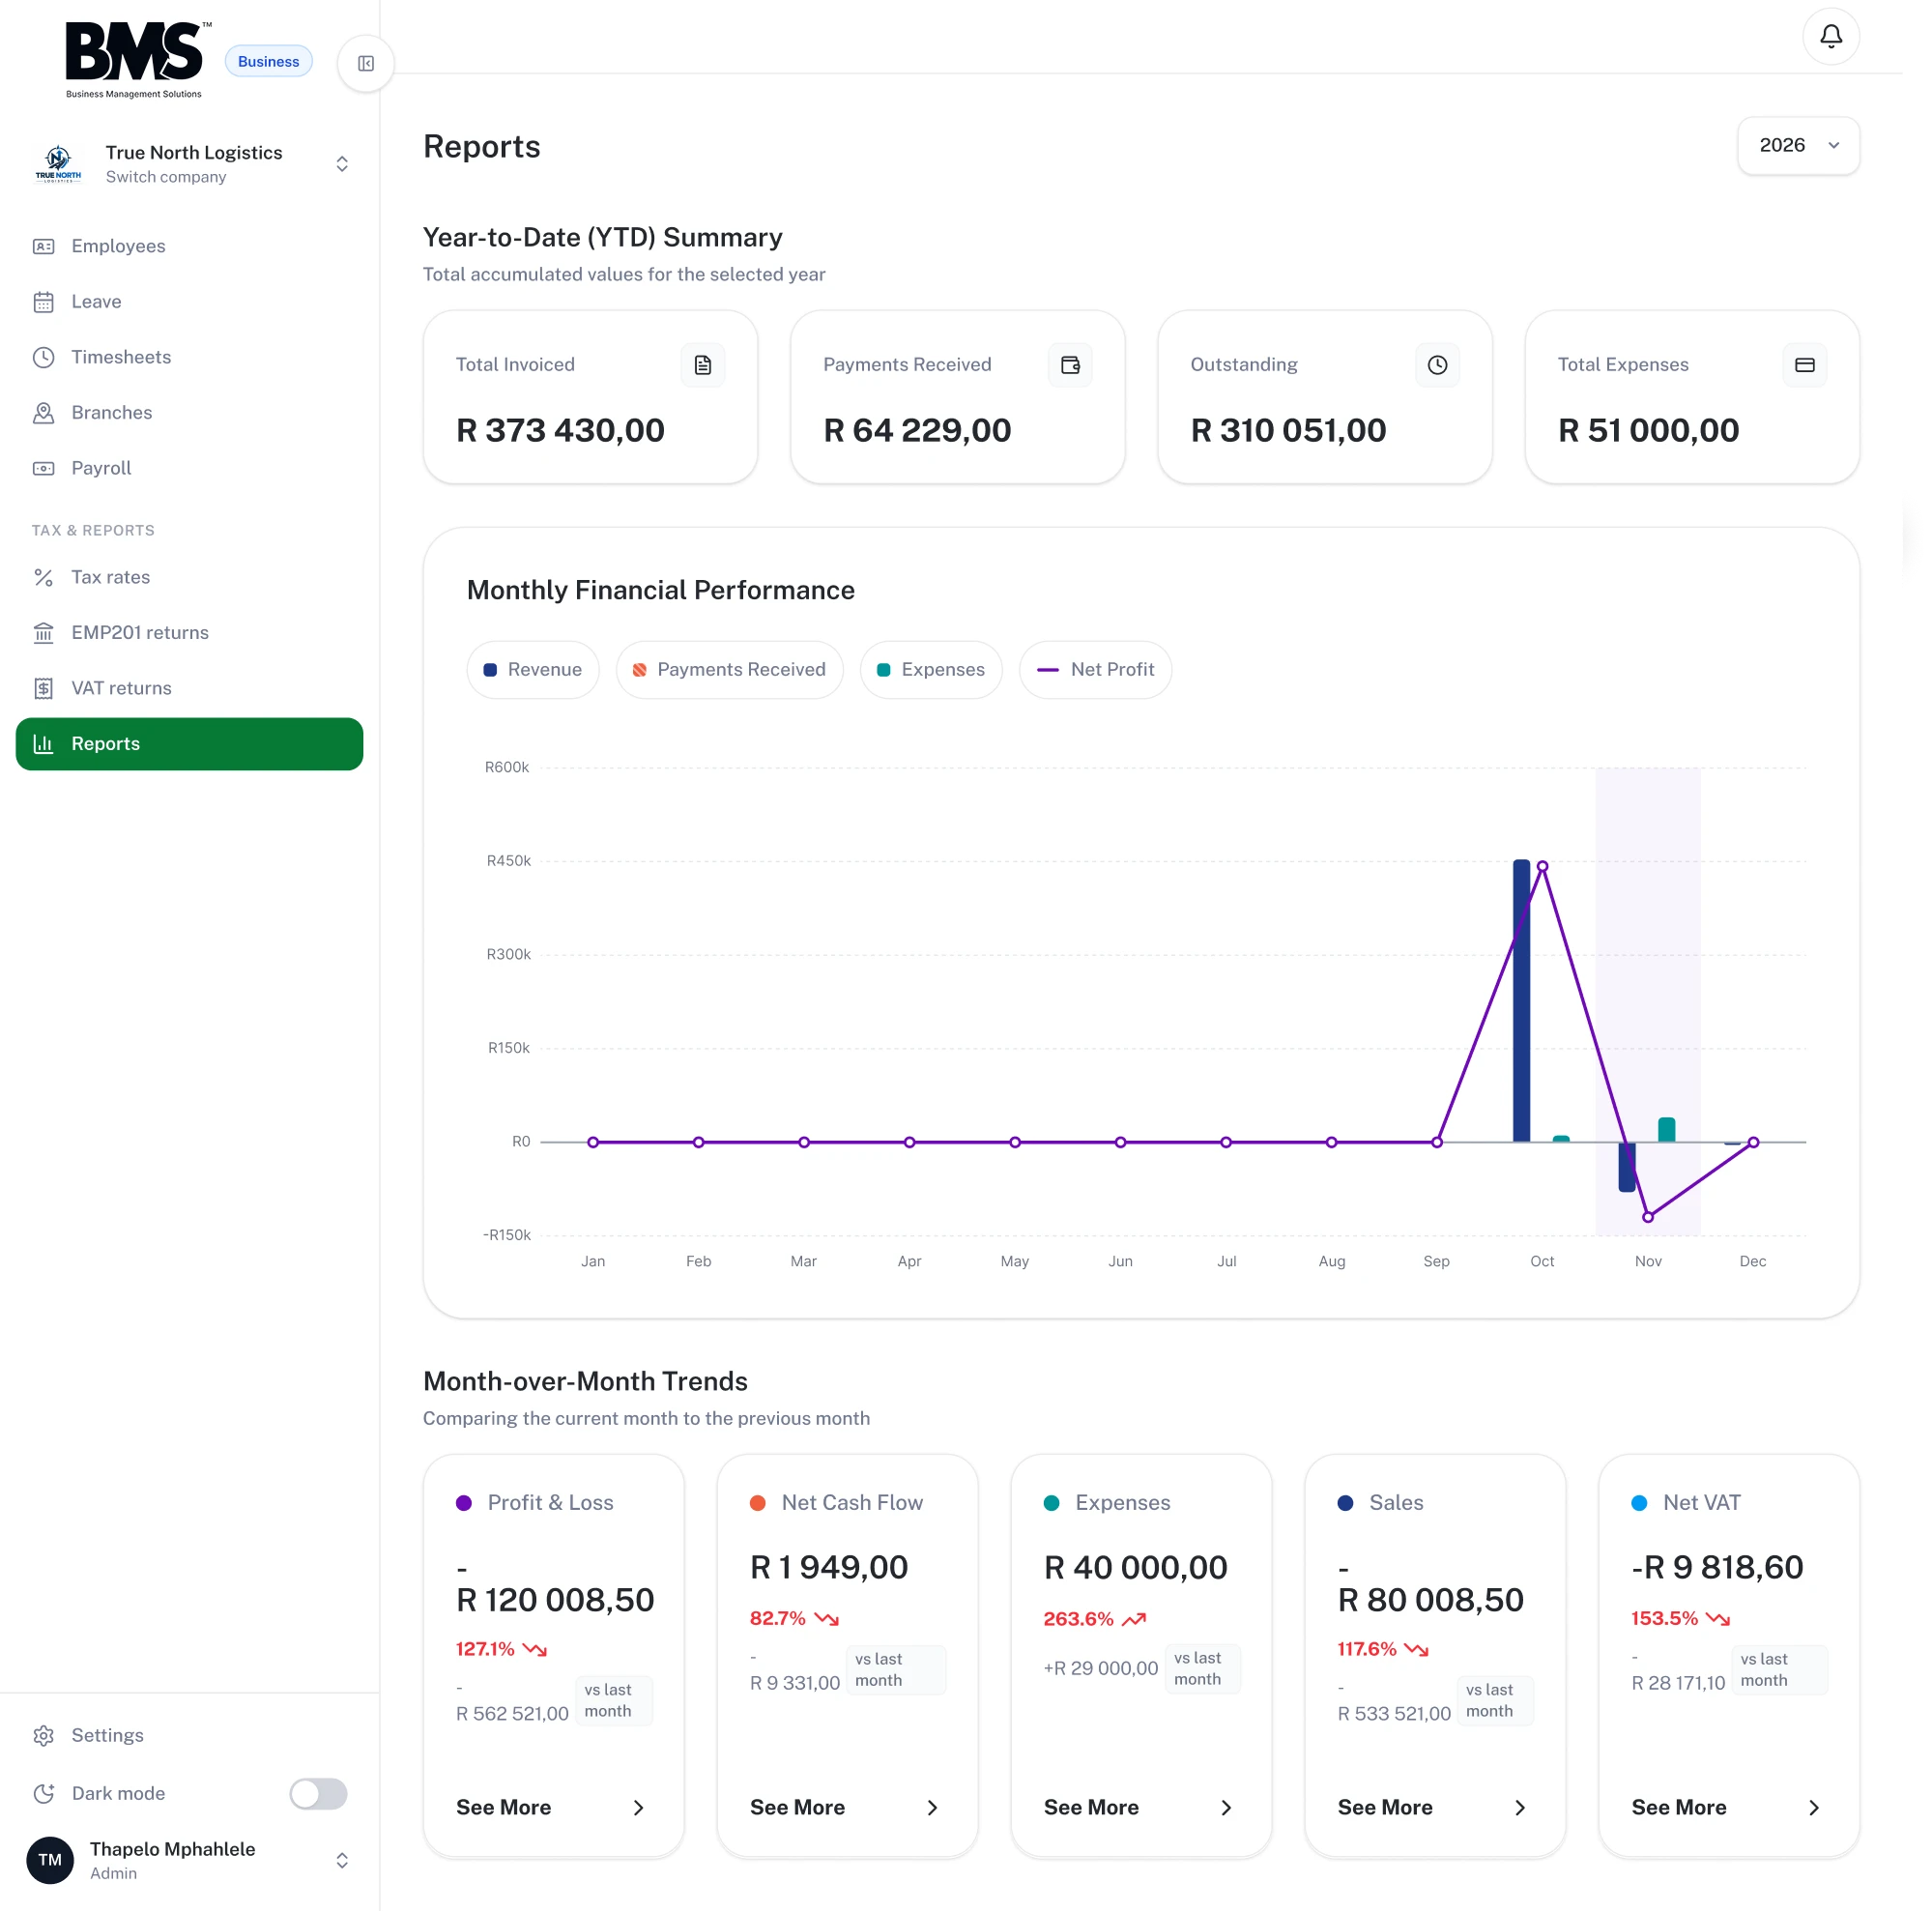 BMS™
Business Management Solutions
Business
TRUE NORTH
LOGISTICS
True North Logistics
Switch company
Employees
Leave
Timesheets
Branches
Payroll
TAX & REPORTS
Tax rates
EMP201 returns
VAT returns
Reports
Settings
Dark mode
TM
Thapelo Mphahlele
Admin
Reports
2026
Year-to-Date (YTD) Summary
Total accumulated values for the selected year
Total Invoiced
R 373 430,00
Payments Received
R 64 229,00
Outstanding
R 310 051,00
Total Expenses
R 51 000,00
Monthly Financial Performance
Revenue
Payments Received
Expenses
Net Profit
R600k
R450k
R300k
R150k
R0
-R150k
Jan
Feb
Mar
Apr
May
Jun
Jul
Aug
Sep
Oct
Nov
Dec
Month-over-Month Trends
Comparing the current month to the previous month
Profit & Loss
-
R 120 008,50
127.1%
-
R 562 521,00
vs last
month
See More
Net Cash Flow
R 1 949,00
82.7%
-
R 9 331,00
vs last
month
See More
Expenses
R 40 000,00
263.6%
+R 29 000,00
vs last
month
See More
Sales
-
R 80 008,50
117.6%
-
R 533 521,00
vs last
month
See More
Net VAT
-R 9 818,60
153.5%
-
R 28 171,10
vs last
month
See More